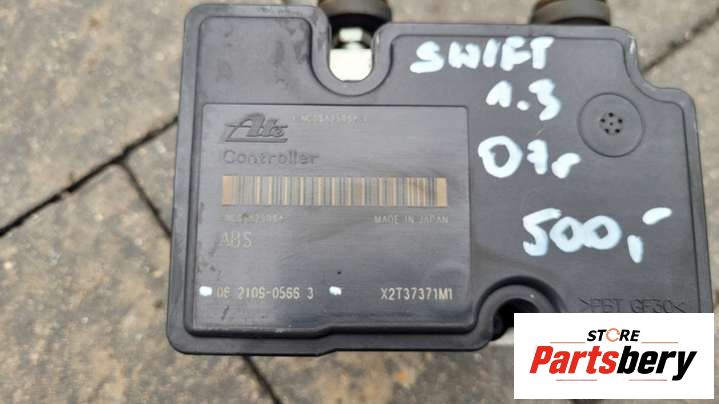 SWIFT
1.3
07r
500,-
Ate
Controller
MADE IN JAPAN
ABS
06.2109-0566.3
X2T37371M1
>PBT GF30<
STORE
Partsbery